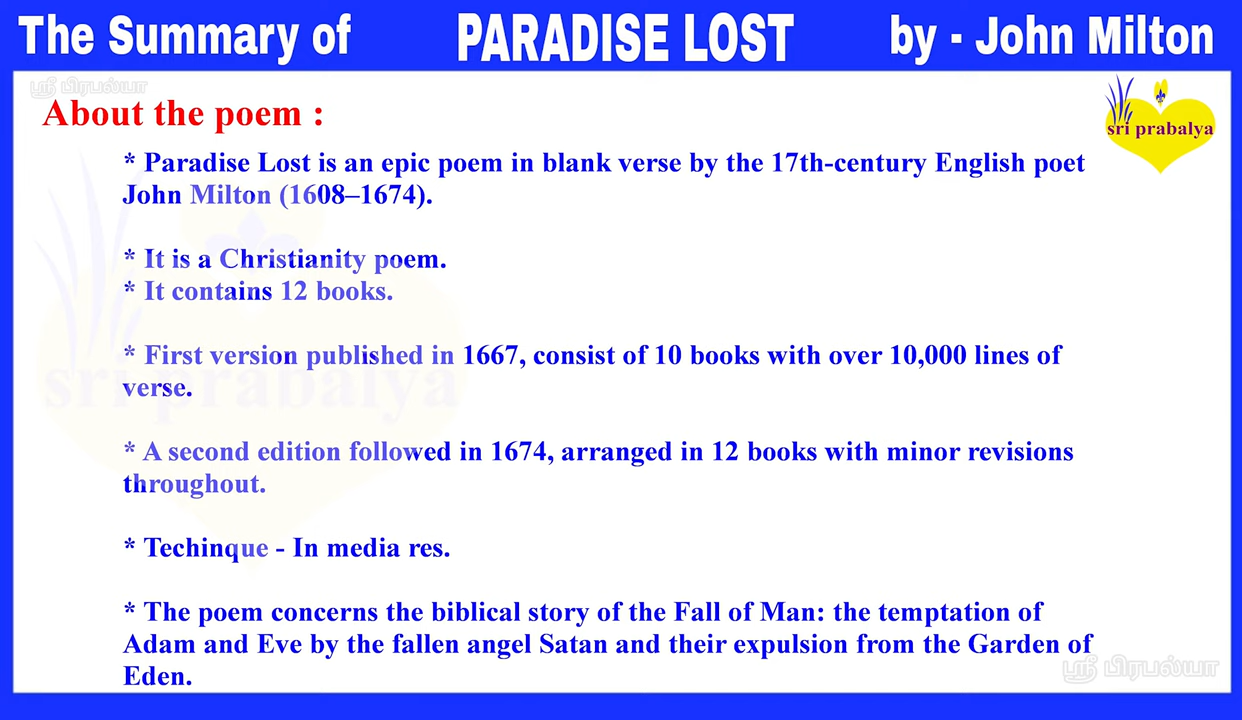 The Summary of PARADISE LOST by - John Milton
ஸ்ரீ பிரபல்யா
About the poem :
sri prabalya
* Paradise Lost is an epic poem in blank verse by the 17th-century English poet
John Milton (1608–1674).
* It is a Christianity poem.
* It contains 12 books.
* First version published in 1667, consist of 10 books with over 10,000 lines of
verse.
sri prabalya
* A second edition followed in 1674, arranged in 12 books with minor revisions
throughout.
* Techinque - In media res.
* The poem concerns the biblical story of the Fall of Man: the temptation of
Adam and Eve by the fallen angel Satan and their expulsion from the Garden of
Eden.
ஸ்ரீ பிரபல்யா